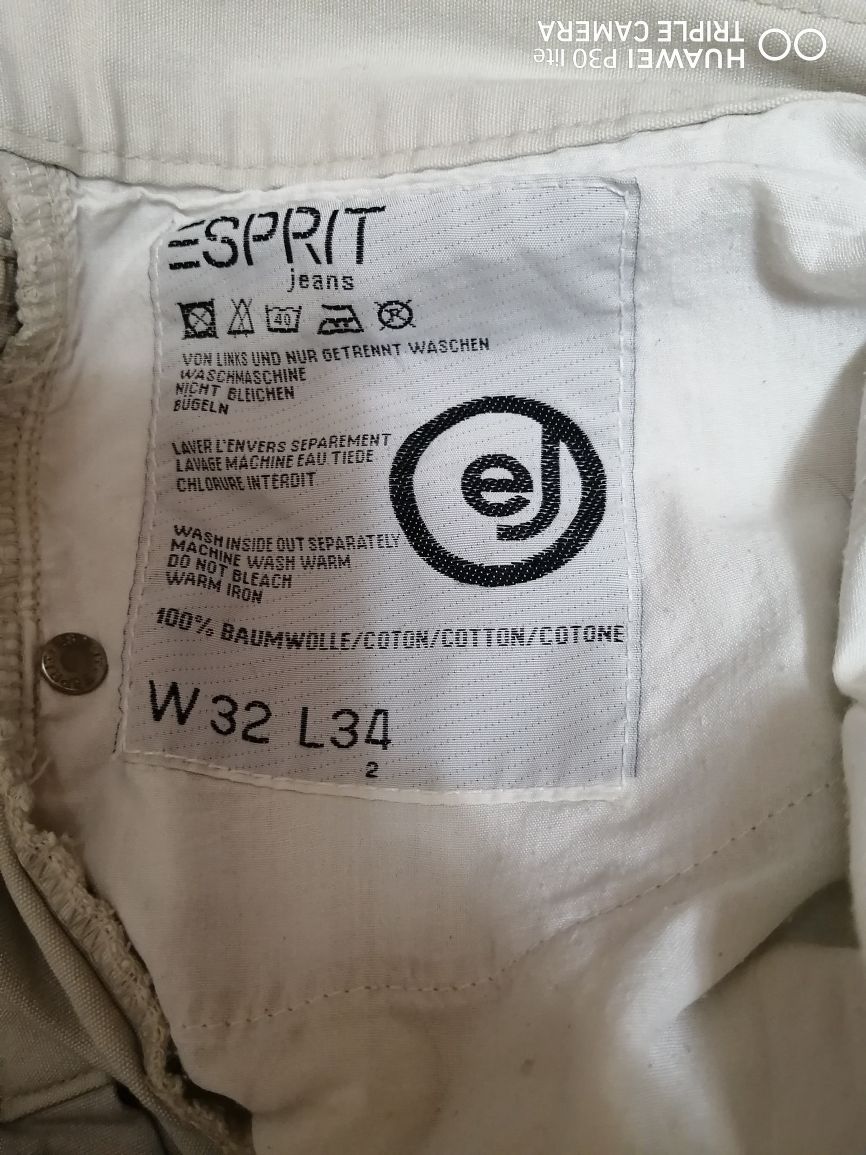 HUAWEI P30 lite
TRIPLE CAMERA
ESPRIT
jeans
40
VON LINKS UND NUR GETRENNT WASCHEN
WASCHMASCHINE
NICHT BLEICHEN
BÜGELN
LAVER L'ENVERS SEPAREMENT
LAVAGE MACHINE EAU TIEDE
CHLORURE INTERDIT
ej
WASH INSIDE OUT SEPARATELY
MACHINE WASH WARM
DO NOT BLEACH
WARM IRON
100% BAUMWOLLE/COTON/COTTON/COTONE
W 32 L34
2